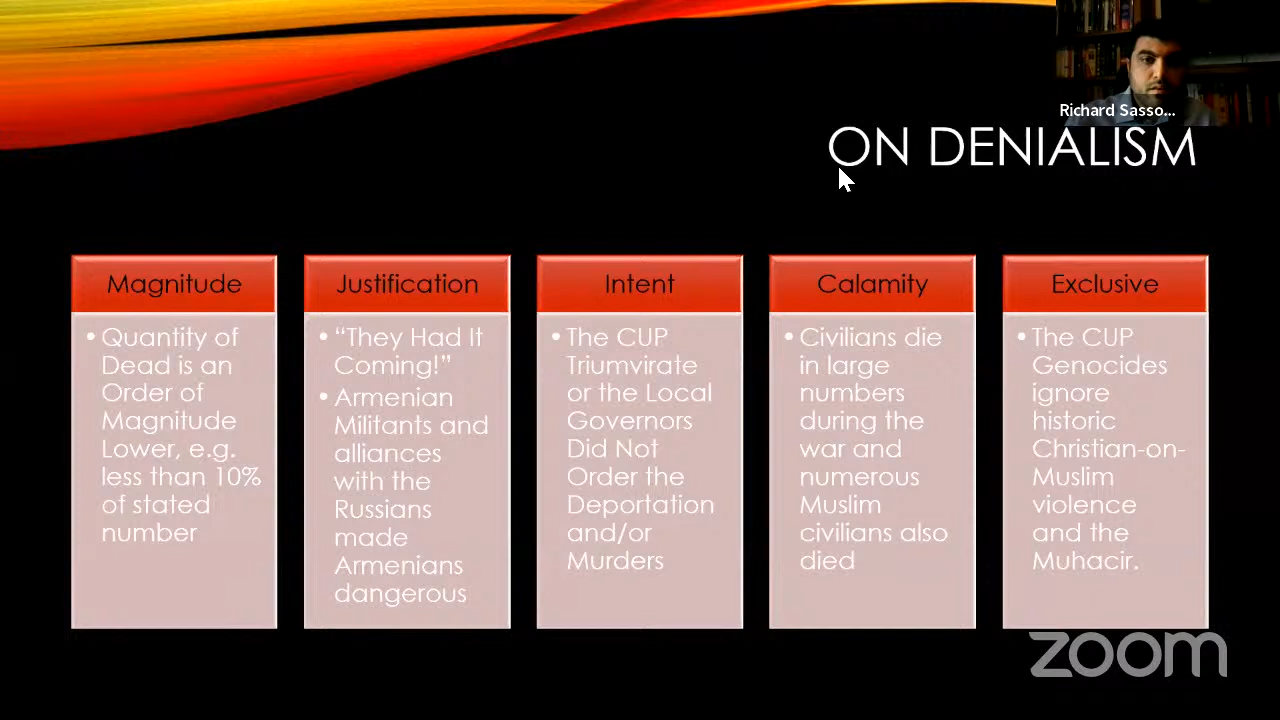 Richard Sasso...
ON DENIALISM
Magnitude
• Quantity of
Dead is an
Order of
Magnitude
Lower, e.g.
less than 10%
of stated
number
Justification
• “They Had It
Coming!”
• Armenian
Militants and
alliances
with the
Russians
made
Armenians
dangerous
Intent
• The CUP
Triumvirate
or the Local
Governors
Did Not
Order the
Deportation
and/or
Murders
Calamity
• Civilians die
in large
numbers
during the
war and
numerous
Muslim
civilians also
died
Exclusive
• The CUP
Genocides
ignore
historic
Christian-on-
Muslim
violence
and the
Muhacir.
zoom